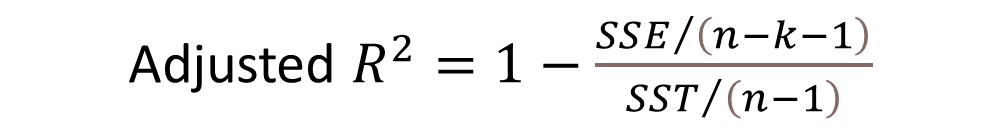 Adjusted R² = 1 − SSE/(n−k−1) / SST/(n−1)